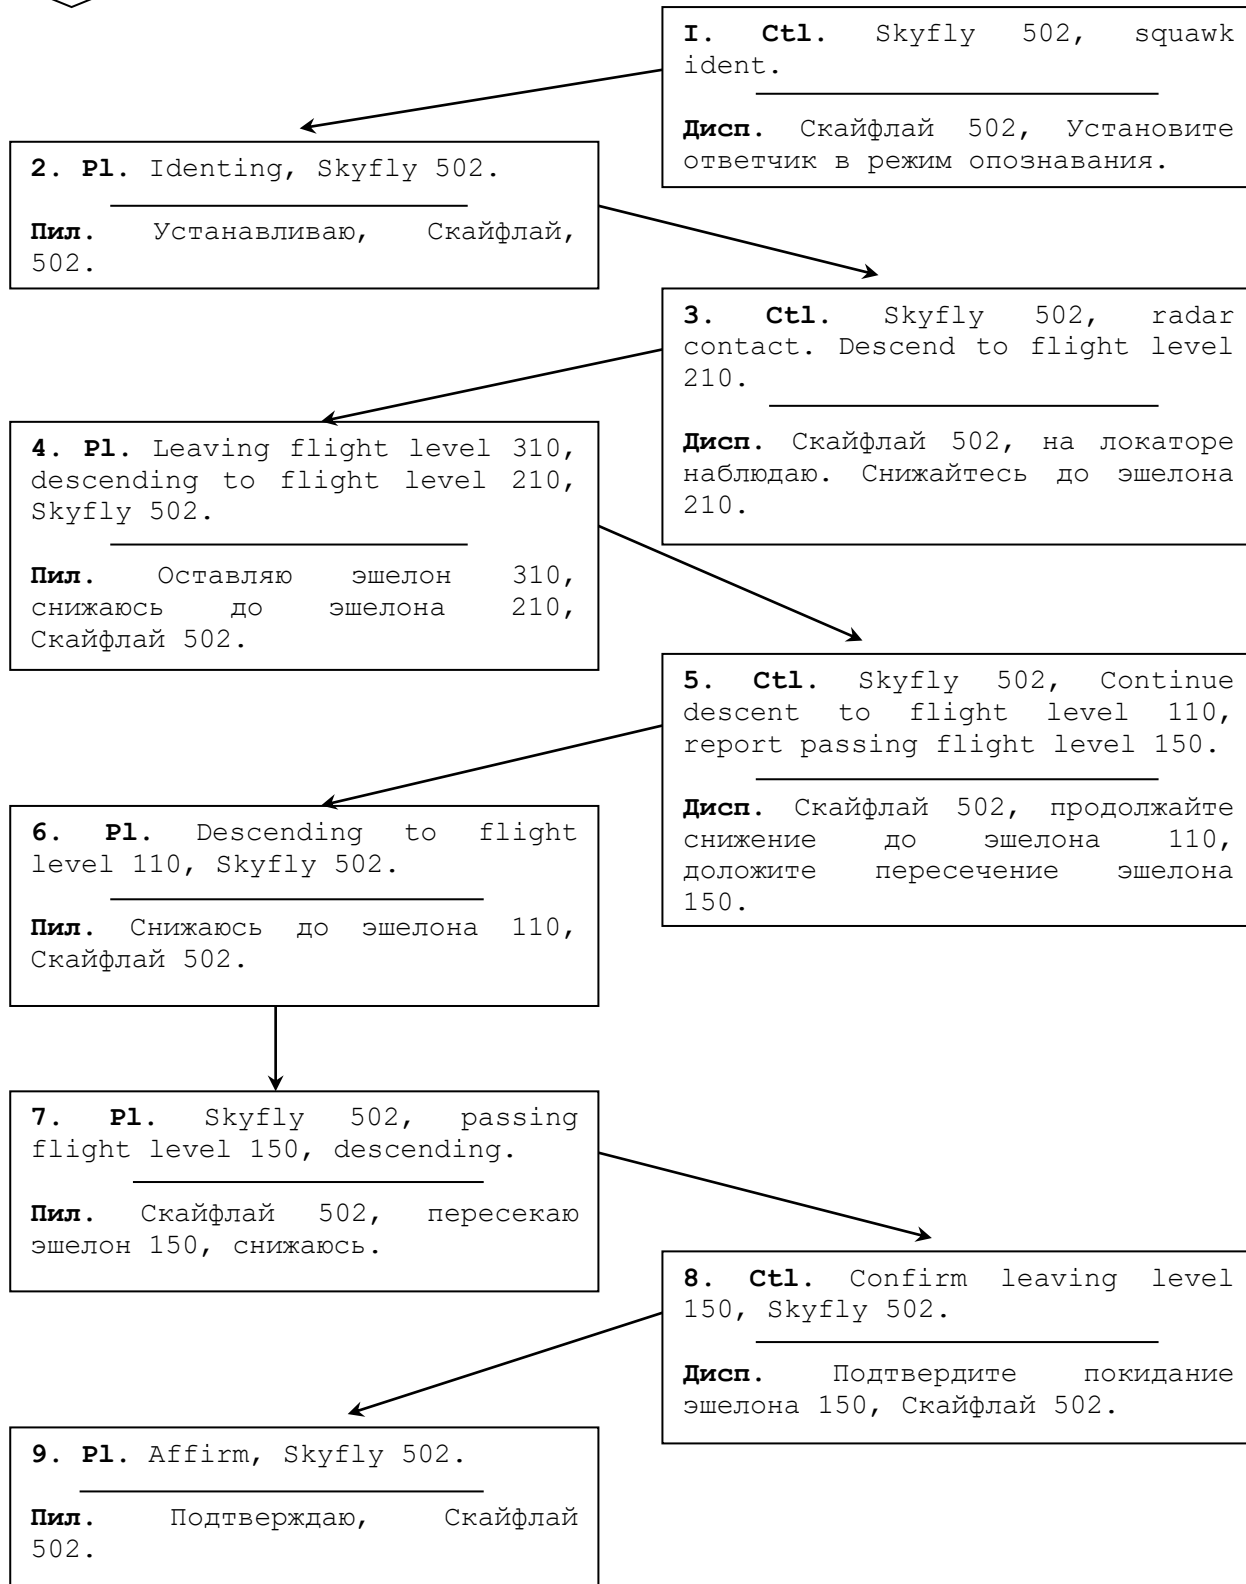 I. Ctl. Skyfly 502, squawk
ident.
Дисп. Скайфлай 502, Установите
ответчик в режим опознавания.
2. Pl. Identing, Skyfly 502.
Пил. Устанавливаю, Скайфлай,
502.
3. Ctl. Skyfly 502, radar
contact. Descend to flight level
210.
Дисп. Скайфлай 502, на локаторе
наблюдаю. Снижайтесь до эшелона
210.
4. Pl. Leaving flight level 310,
descending to flight level 210,
Skyfly 502.
Пил. Оставляю эшелон 310,
снижаюсь до эшелона 210,
Скайфлай 502.
5. Ctl. Skyfly 502, Continue
descent to flight level 110,
report passing flight level 150.
Дисп. Скайфлай 502, продолжайте
снижение до эшелона 110,
доложите пересечение эшелона
150.
6. Pl. Descending to flight
level 110, Skyfly 502.
Пил. Снижаюсь до эшелона 110,
Скайфлай 502.
7. Pl. Skyfly 502, passing
flight level 150, descending.
Пил. Скайфлай 502, пересекаю
эшелон 150, снижаюсь.
8. Ctl. Confirm leaving level
150, Skyfly 502.
Дисп. Подтвердите покидание
эшелона 150, Скайфлай 502.
9. Pl. Affirm, Skyfly 502.
Пил. Подтверждаю, Скайфлай
502.